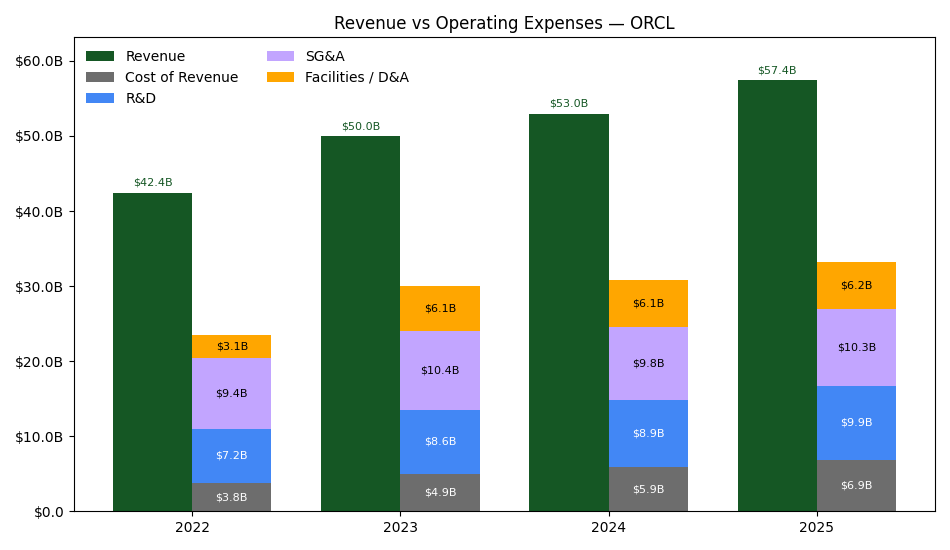 Revenue vs Operating Expenses — ORCL
Revenue
Cost of Revenue
R&D
SG&A
Facilities / D&A
$60.0B
$50.0B
$40.0B
$30.0B
$20.0B
$10.0B
$0.0
$42.4B
$3.1B
$9.4B
$7.2B
$3.8B
$50.0B
$6.1B
$10.4B
$8.6B
$4.9B
$53.0B
$6.1B
$9.8B
$8.9B
$5.9B
$57.4B
$6.2B
$10.3B
$9.9B
$6.9B
2022
2023
2024
2025